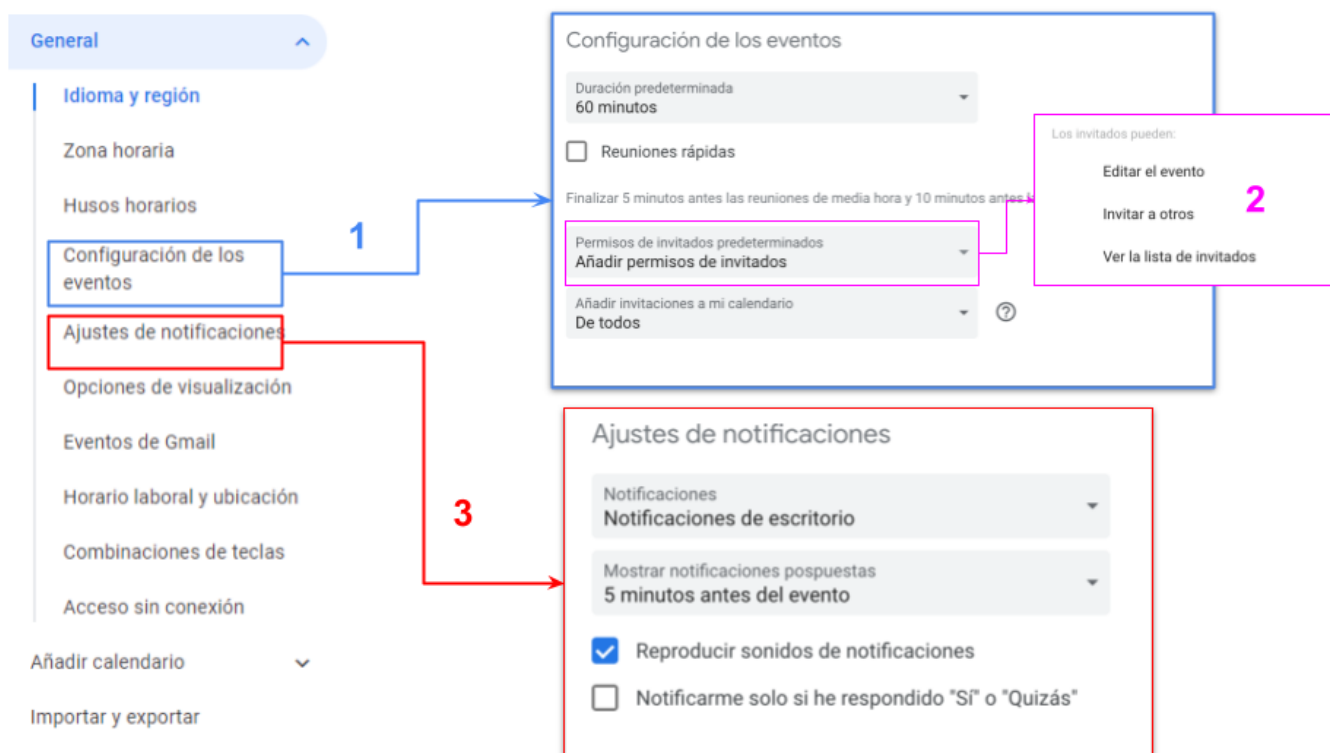 General
Idioma y región
Zona horaria
Husos horarios
Configuración de los
eventos
Ajustes de notificaciones
Opciones de visualización
Eventos de Gmail
Horario laboral y ubicación
Combinaciones de teclas
Acceso sin conexión
Añadir calendario
Importar y exportar
1
Configuración de los eventos
Duración predeterminada
60 minutos
Reuniones rápidas
Finalizar 5 minutos antes las reuniones de media hora y 10 minutos antes
Permisos de invitados predeterminados
Añadir permisos de invitados
Añadir invitaciones a mi calendario
De todos
Los invitados pueden:
Editar el evento
Invitar a otros
Ver la lista de invitados
2
3
Ajustes de notificaciones
Notificaciones
Notificaciones de escritorio
Mostrar notificaciones pospuestas
5 minutos antes del evento
Reproducir sonidos de notificaciones
Notificarme solo si he respondido "Sí" o "Quizás"